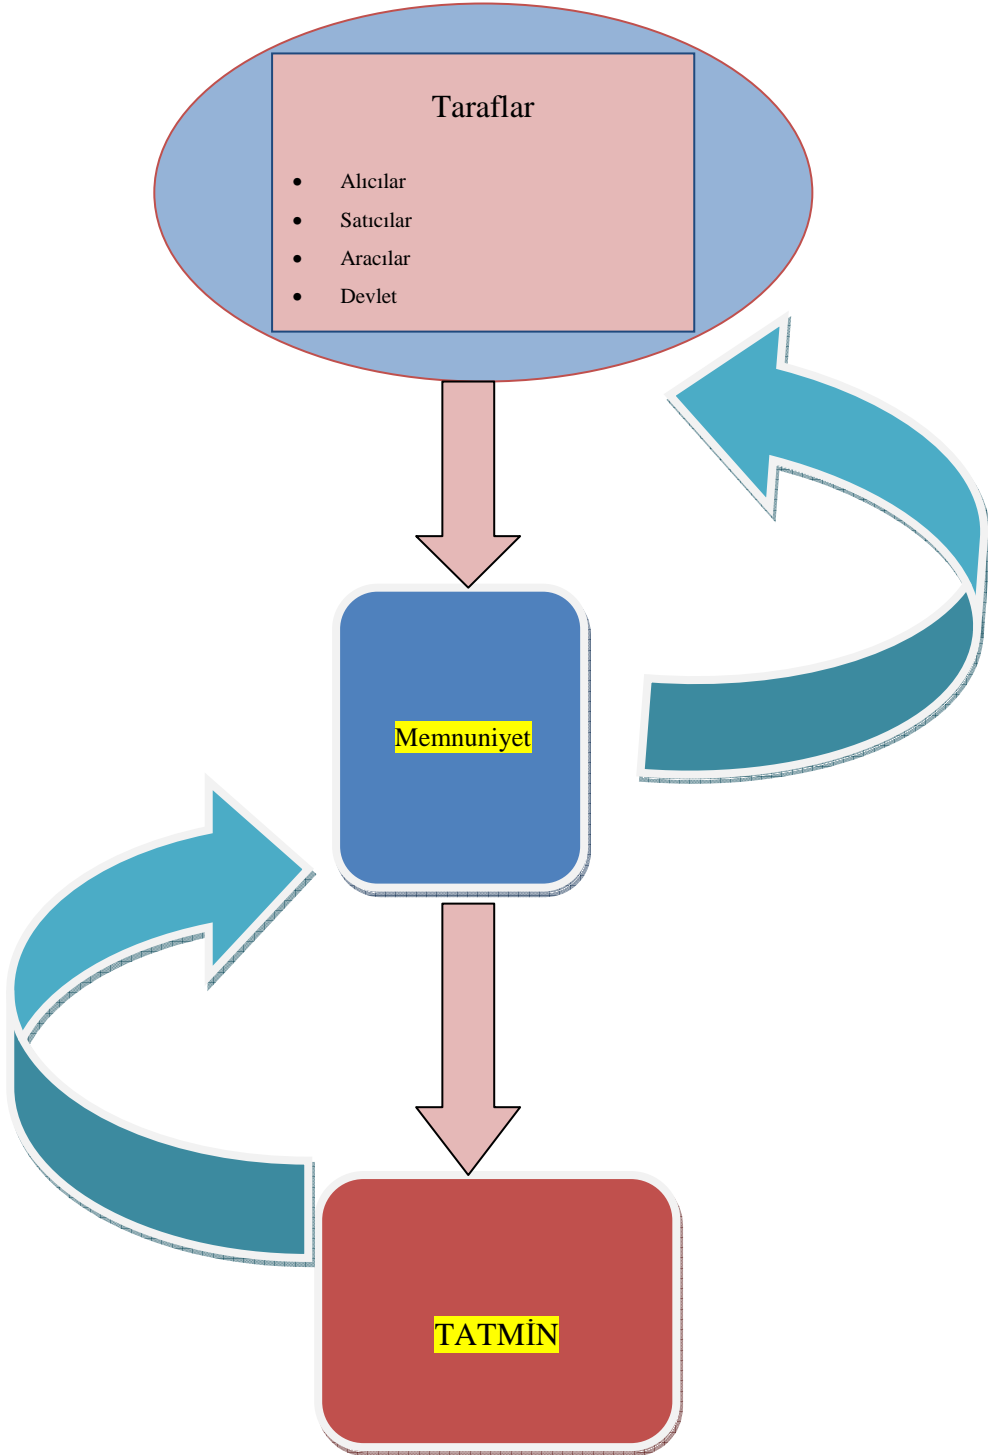 Taraflar
• Alıcılar
• Satıcılar
• Aracılar
• Devlet
Memnuniyet
TATMİN